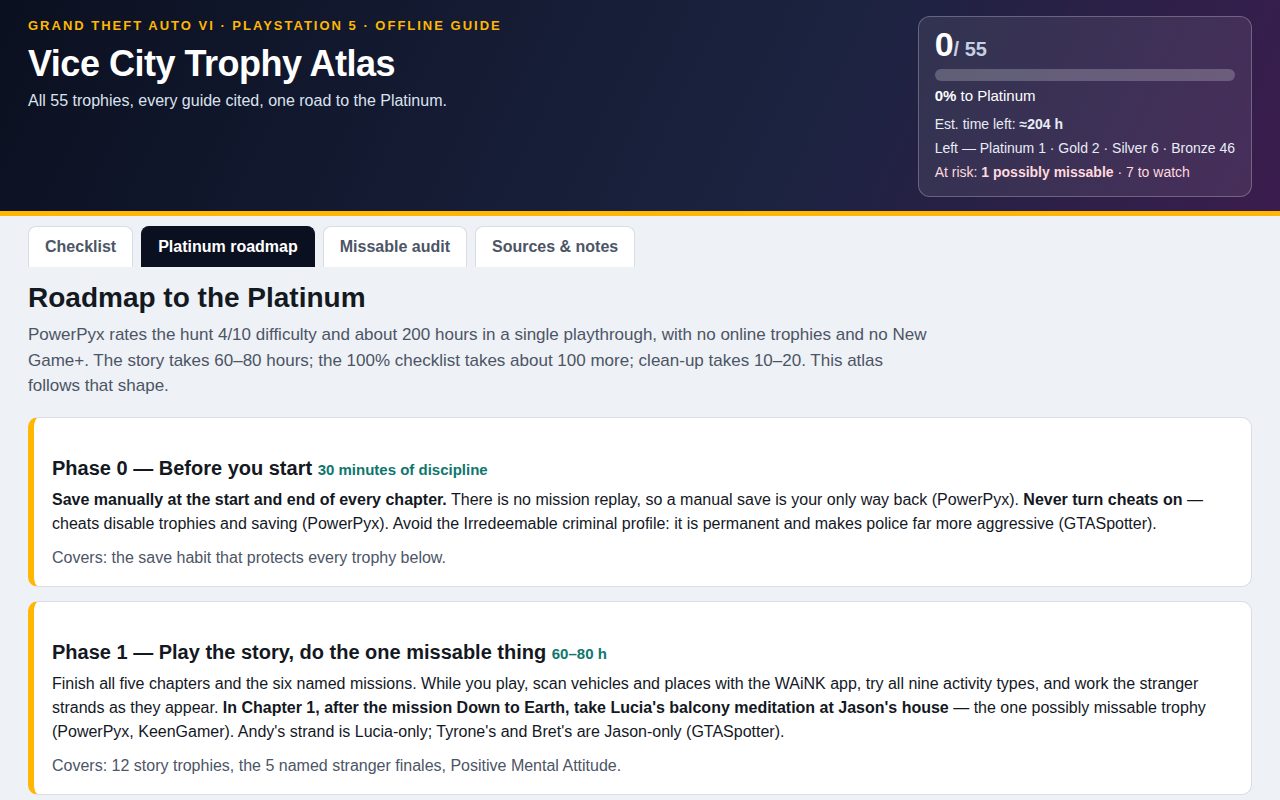 GRAND THEFT AUTO VI · PLAYSTATION 5 · OFFLINE GUIDE
Vice City Trophy Atlas
All 55 trophies, every guide cited, one road to the Platinum.
0/ 55
0% to Platinum
Est. time left: ≈204 h
Left — Platinum 1 · Gold 2 · Silver 6 · Bronze 46
At risk: 1 possibly missable · 7 to watch
Checklist
Platinum roadmap
Missable audit
Sources & notes
Roadmap to the Platinum
PowerPyx rates the hunt 4/10 difficulty and about 200 hours in a single playthrough, with no online trophies and no New
Game+. The story takes 60–80 hours; the 100% checklist takes about 100 more; clean-up takes 10–20. This atlas
follows that shape.
Phase 0 — Before you start 30 minutes of discipline
Save manually at the start and end of every chapter. There is no mission replay, so a manual save is your only way back (PowerPyx). Never turn cheats on —
cheats disable trophies and saving (PowerPyx). Avoid the Irredeemable criminal profile: it is permanent and makes police far more aggressive (GTASpotter).
Covers: the save habit that protects every trophy below.
Phase 1 — Play the story, do the one missable thing 60–80 h
Finish all five chapters and the six named missions. While you play, scan vehicles and places with the WAiNK app, try all nine activity types, and work the stranger
strands as they appear. In Chapter 1, after the mission Down to Earth, take Lucia's balcony meditation at Jason's house — the one possibly missable trophy
(PowerPyx, KeenGamer). Andy's strand is Lucia-only; Tyrone's and Bret's are Jason-only (GTASpotter).
Covers: 12 story trophies, the 5 named stranger finales, Positive Mental Attitude.